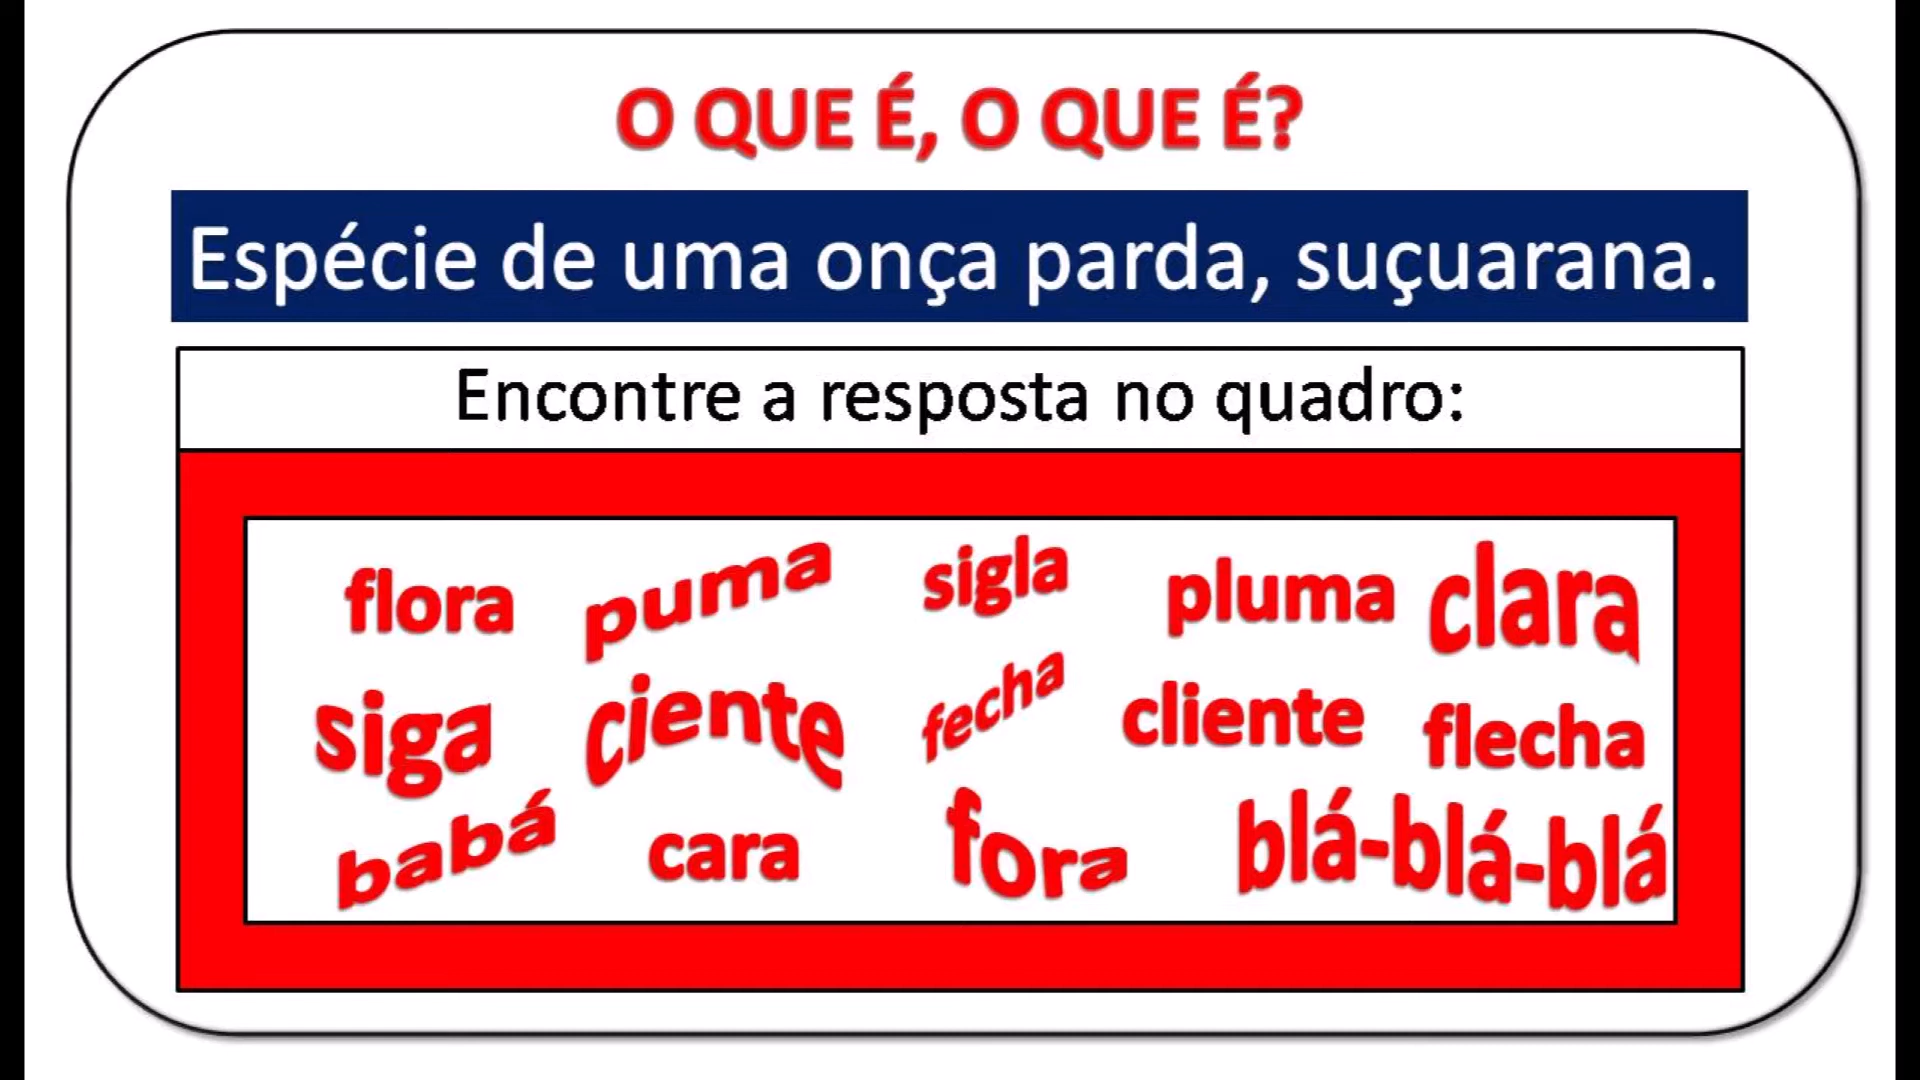 O QUE É, O QUE É?
Espécie de uma onça parda, suçuarana.
Encontre a resposta no quadro:
flora puma sigla pluma clara
siga ciente fecha cliente flecha
babá cara fora blá-blá-blá